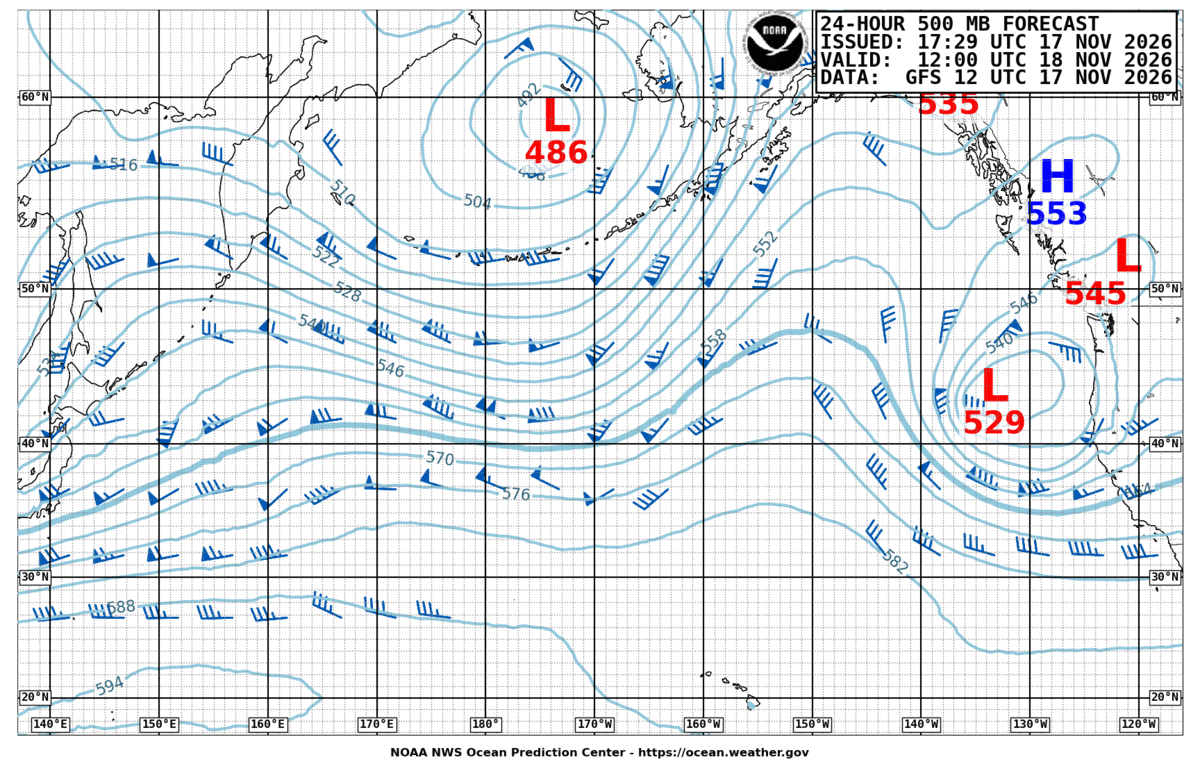 24-HOUR 500 MB FORECAST
ISSUED: 17:29 UTC 17 NOV 2026
VALID: 12:00 UTC 18 NOV 2026
DATA: GFS 12 UTC 17 NOV 2026
NOAA
60°N
60°N
535
492
L
486
516
510
504
H
553
522
552
L
545
50°N
50°N
528
546
540
558
540
546
L
529
40°N
40°N
570
576
564
582
30°N
30°N
588
594
20°N
20°N
140°E
150°E
160°E
170°E
180°
170°W
160°W
150°W
140°W
130°W
120°W
NOAA NWS Ocean Prediction Center - https://ocean.weather.gov